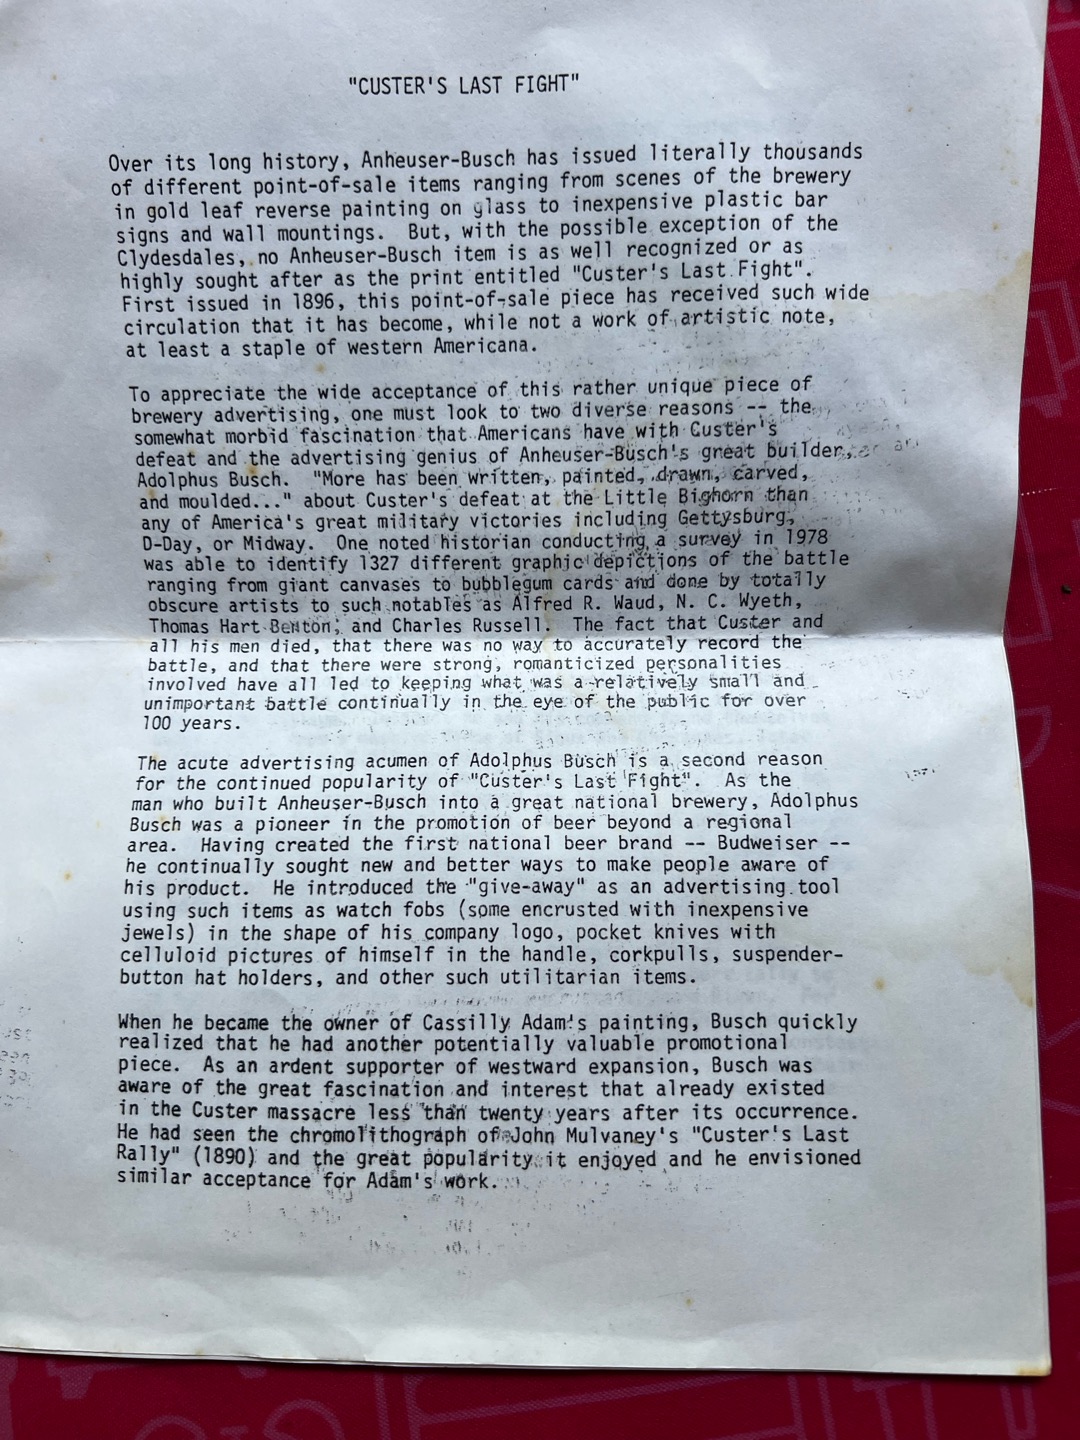 "CUSTER'S LAST FIGHT"
Over its long history, Anheuser-Busch has issued literally thousands
of different point-of-sale items ranging from scenes of the brewery
in gold leaf reverse painting on glass to inexpensive plastic bar
signs and wall mountings. But, with the possible exception of the
Clydesdales, no Anheuser-Busch item is as well recognized or as
highly sought after as the print entitled "Custer's Last Fight".
First issued in 1896, this point-of-sale piece has received such wide
circulation that it has become, while not a work of artistic note,
at least a staple of western Americana.
To appreciate the wide acceptance of this rather unique piece of
brewery advertising, one must look to two diverse reasons -- the
somewhat morbid fascination that Americans have with Custer's
defeat and the advertising genius of Anheuser-Busch's great builder,
Adolphus Busch. "More has been written, painted, drawn, carved,
and moulded..." about Custer's defeat at the Little Bighorn than
any of America's great military victories including Gettysburg,
D-Day, or Midway. One noted historian conducting a survey in 1978
was able to identify 1327 different graphic depictions of the battle
ranging from giant canvases to bubblegum cards and done by totally
obscure artists to such notables as Alfred R. Waud, N. C. Wyeth,
Thomas Hart Benton, and Charles Russell. The fact that Custer and
all his men died, that there was no way to accurately record the
battle, and that there were strong, romanticized personalities
involved have all led to keeping what was a relatively small and
unimportant battle continually in the eye of the public for over
100 years.
The acute advertising acumen of Adolphus Busch is a second reason
for the continued popularity of "Custer's Last Fight". As the
man who built Anheuser-Busch into a great national brewery, Adolphus
Busch was a pioneer in the promotion of beer beyond a regional
area. Having created the first national beer brand -- Budweiser --
he continually sought new and better ways to make people aware of
his product. He introduced the "give-away" as an advertising tool
using such items as watch fobs (some encrusted with inexpensive
jewels) in the shape of his company logo, pocket knives with
celluloid pictures of himself in the handle, corkpulls, suspender-
button hat holders, and other such utilitarian items.
When he became the owner of Cassilly Adam's painting, Busch quickly
realized that he had another potentially valuable promotional
piece. As an ardent supporter of westward expansion, Busch was
aware of the great fascination and interest that already existed
in the Custer massacre less than twenty years after its occurrence.
He had seen the chromolithograph of John Mulvaney's "Custer's Last
Rally" (1890) and the great popularity it enjoyed and he envisioned
similar acceptance for Adam's work.